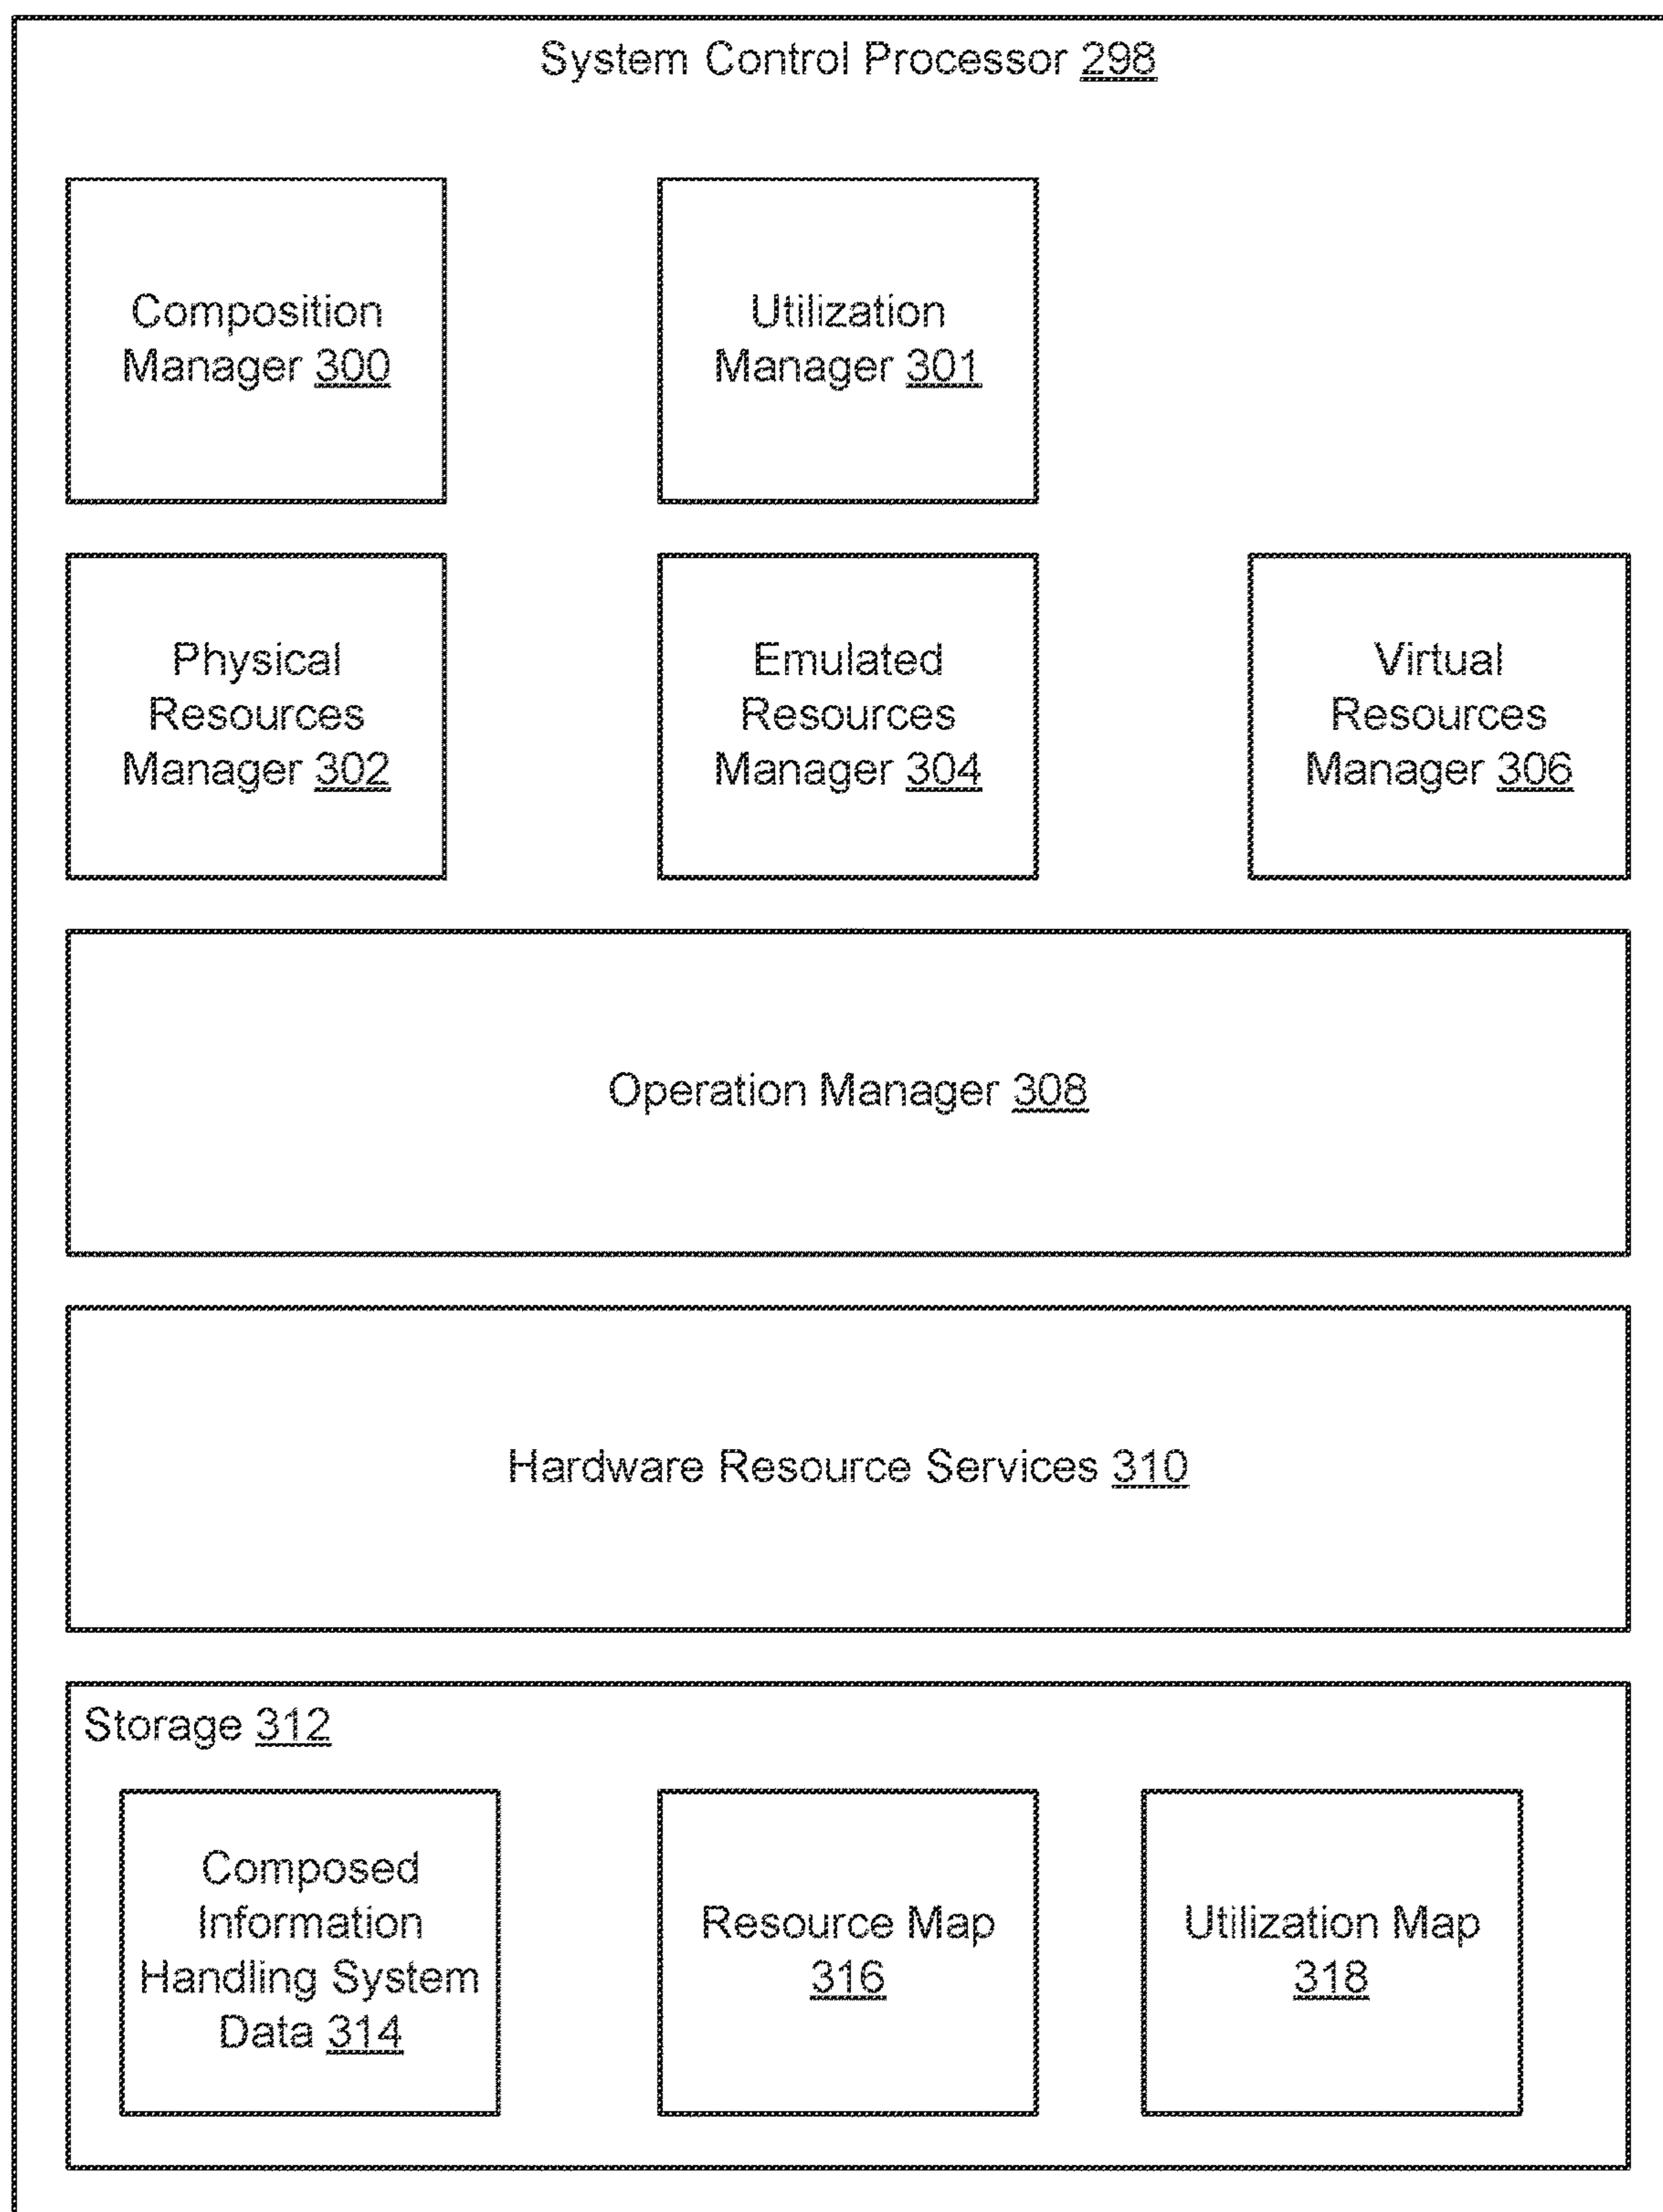 System Control Processor 298
Composition
Manager 300
Utilization
Manager 301
Physical
Resources
Manager 302
Emulated
Resources
Manager 304
Virtual
Resources
Manager 306
Operation Manager 308
Hardware Resource Services 310
Storage 312
Composed
Information
Handling System
Data 314
Resource Map
316
Utilization Map
318